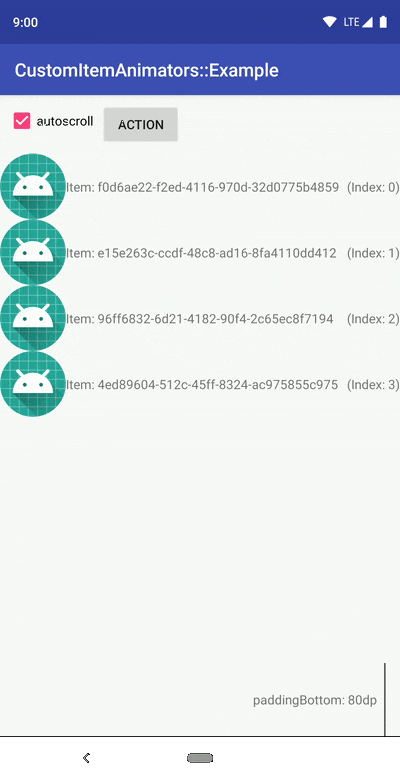 9:00 LTE
CustomItemAnimators::Example
autoscroll ACTION
Item: f0d6ae22-f2ed-4116-970d-32d0775b4859 (Index: 0)
Item: e15e263c-ccdf-48c8-ad16-8fa4110dd412 (Index: 1)
Item: 96ff6832-6d21-4182-90f4-2c65ec8f7194 (Index: 2)
Item: 4ed89604-512c-45ff-8324-ac975855c975 (Index: 3)
paddingBottom: 80dp